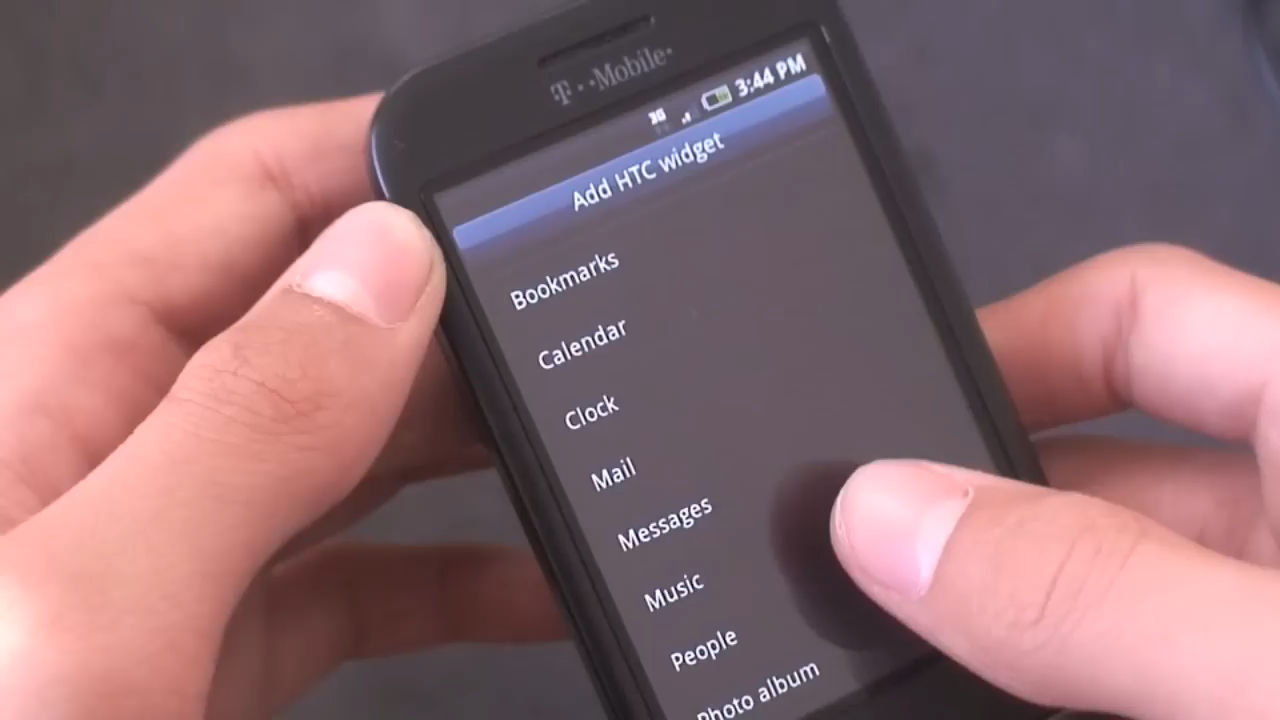 T··Mobile·
3G 3:44 PM
Add HTC widget
Bookmarks
Calendar
Clock
Mail
Messages
Music
People
Photo album